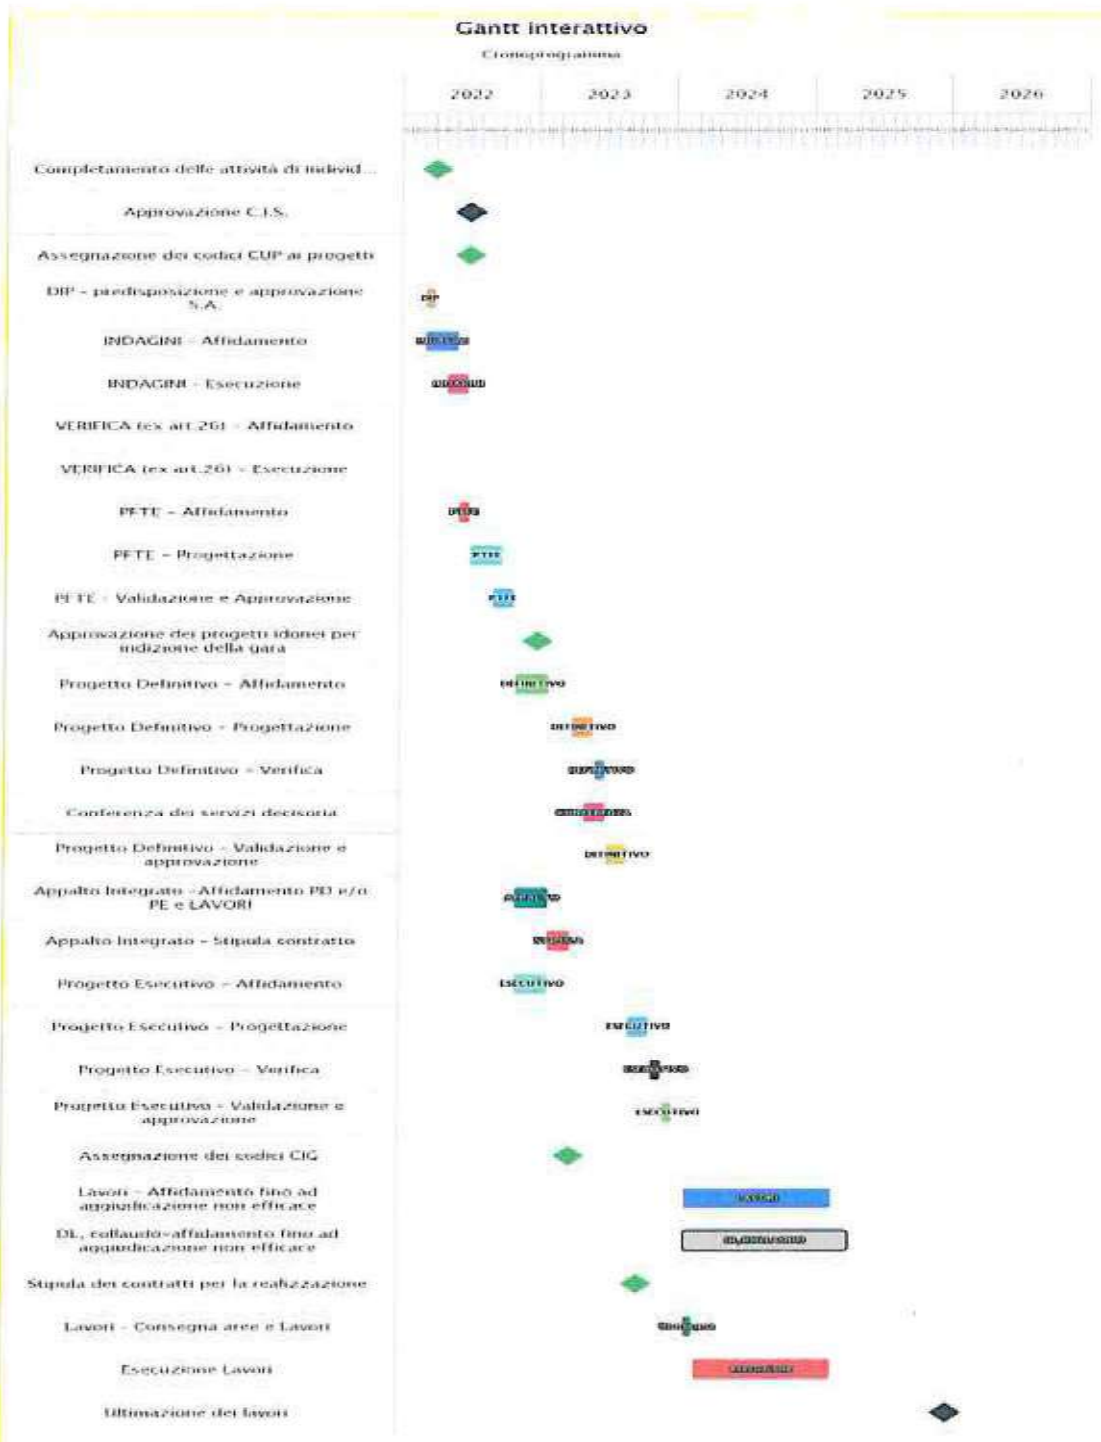 Gantt interattivo
Cronoprogramma
2022 2023 2024 2025 2026
Completamento delle attività di individ...
Approvazione C.I.S.
Assegnazione dei codici CUP ai progetti
DIP - predisposizione e approvazione
S.A.
DIP
INDAGINI - Affidamento
INDAGINI - Esecuzione
VERIFICA (ex art.26) - Affidamento
VERIFICA (ex art.26) - Esecuzione
PFTE - Affidamento
PFTE - Progettazione
PFTE - Validazione e Approvazione
Approvazione dei progetti idonei per
indizione della gara
Progetto Definitivo - Affidamento
DEFINITIVO
Progetto Definitivo - Progettazione
DEFINITIVO
Progetto Definitivo - Verifica
DEFINITIVO
Conferenza dei servizi decisoria
CONFERENZA
Progetto Definitivo - Validazione e
approvazione
DEFINITIVO
Appalto Integrato - Affidamento PD e/o
PE e LAVORI
Appalto Integrato - Stipula contratto
Progetto Esecutivo - Affidamento
ESECUTIVO
Progetto Esecutivo - Progettazione
ESECUTIVO
Progetto Esecutivo - Verifica
ESECUTIVO
Progetto Esecutivo - Validazione e
approvazione
ESECUTIVO
Assegnazione dei codici CIG
Lavori - Affidamento fino ad
aggiudicazione non efficace
LAVORI
DL, collaudo-affidamento fino ad
aggiudicazione non efficace
Stipula dei contratti per la realizzazione
Lavori - Consegna aree e Lavori
Esecuzione Lavori
Ultimazione dei lavori